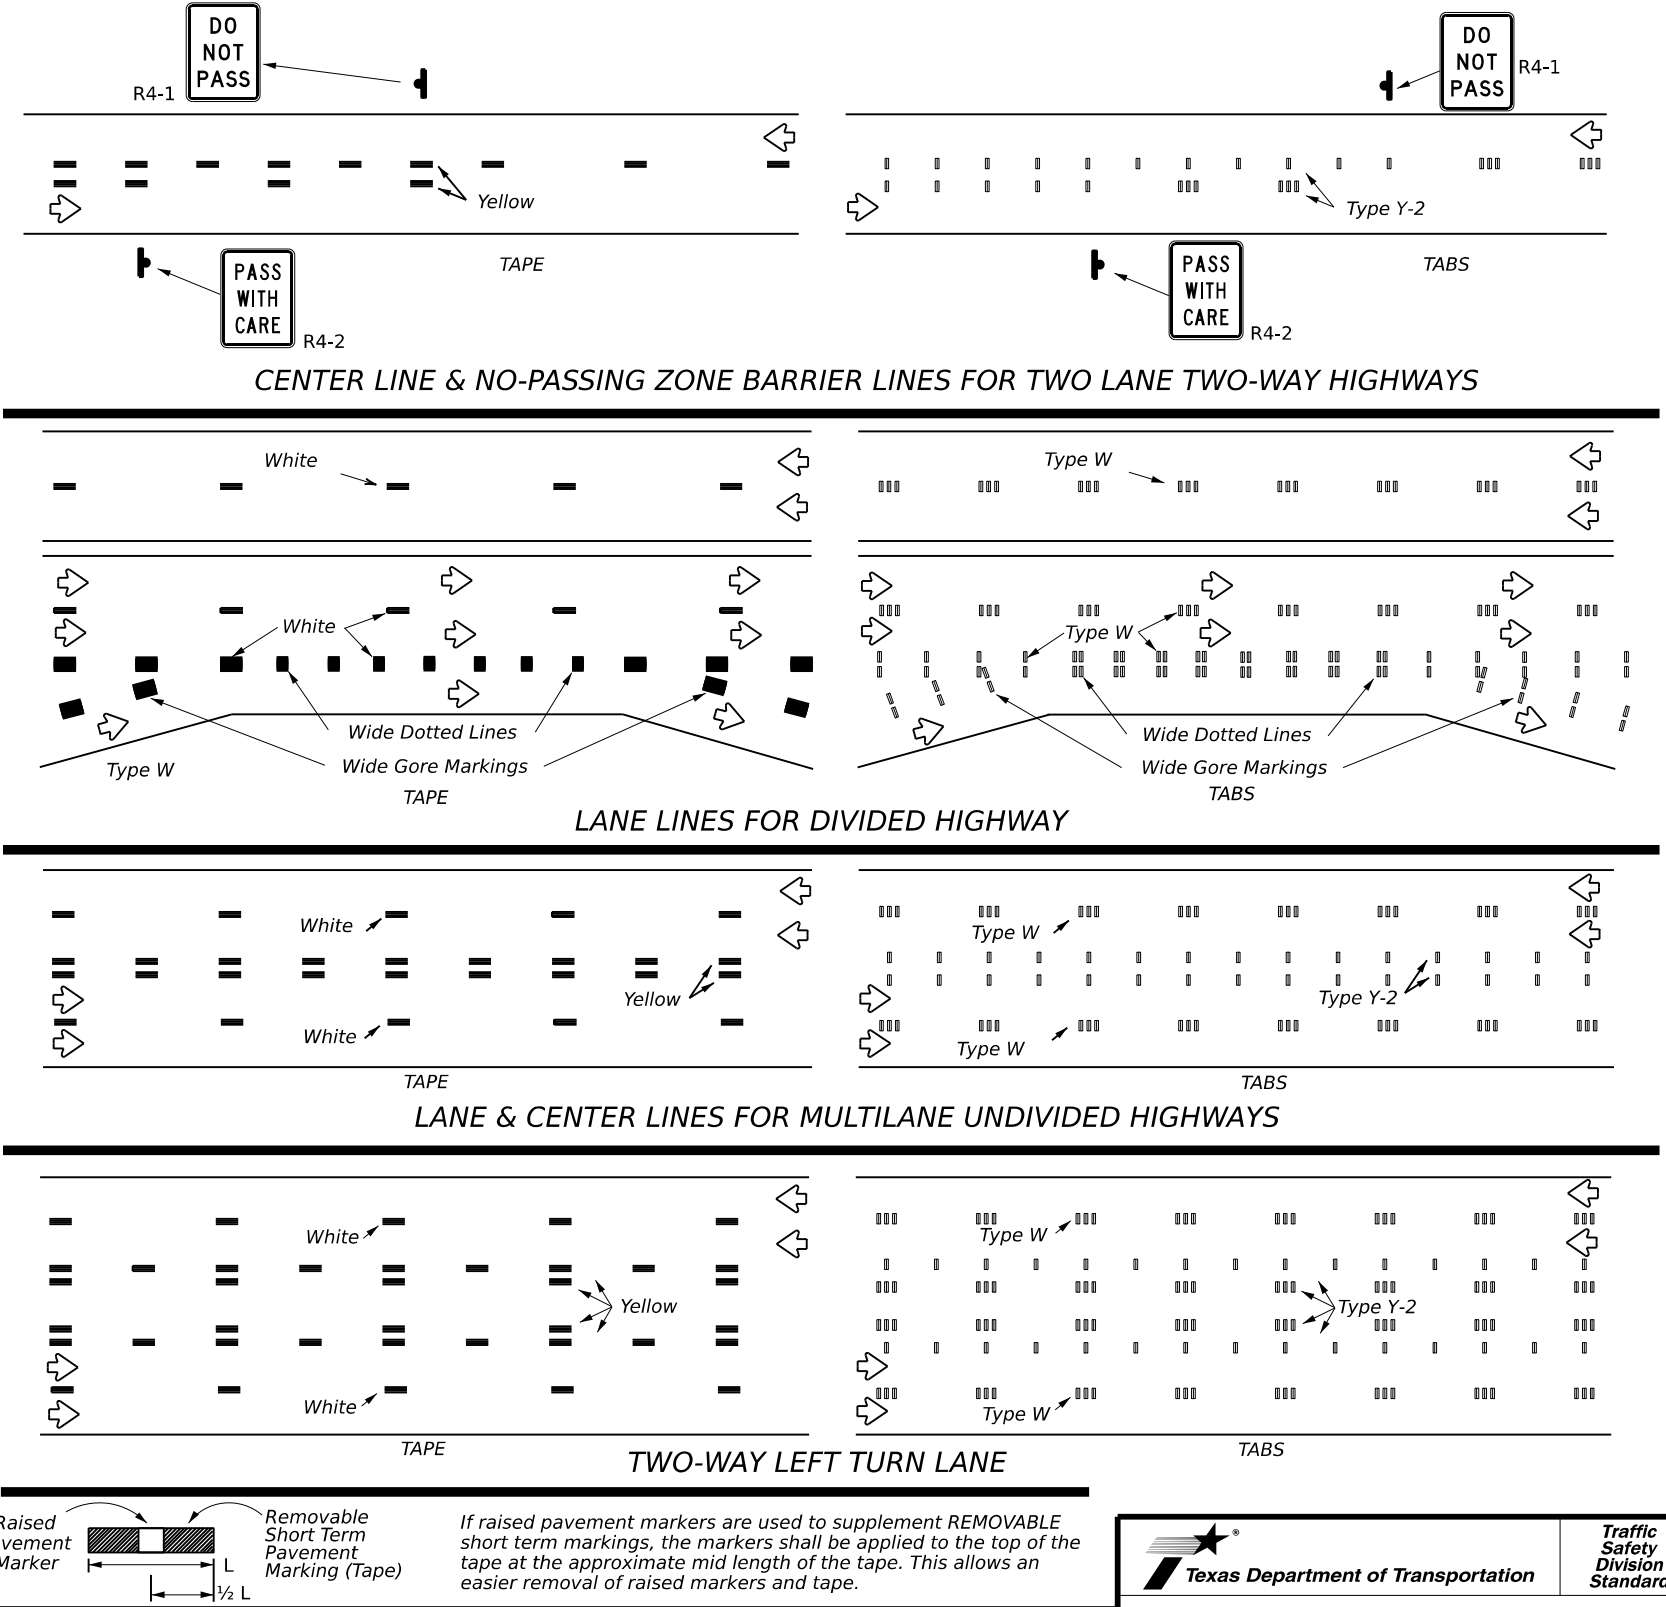 DO
NOT
PASS
R4-1
DO
NOT
PASS
R4-1
Yellow
Type Y-2
TAPE
TABS
PASS
WITH
CARE
R4-2
PASS
WITH
CARE
R4-2
CENTER LINE & NO-PASSING ZONE BARRIER LINES FOR TWO LANE TWO-WAY HIGHWAYS
White
Type W
White
Type W
Wide Dotted Lines
Wide Dotted Lines
Wide Gore Markings
Wide Gore Markings
Type W
TAPE
TABS
LANE LINES FOR DIVIDED HIGHWAY
White
Type W
Yellow
Type Y-2
White
Type W
TAPE
TABS
LANE & CENTER LINES FOR MULTILANE UNDIVIDED HIGHWAYS
White
Type W
Yellow
Type Y-2
White
Type W
TAPE
TABS
TWO-WAY LEFT TURN LANE
Raised
vement
Marker
L
½ L
Removable
Short Term
Pavement
Marking (Tape)
If raised pavement markers are used to supplement REMOVABLE
short term markings, the markers shall be applied to the top of the
tape at the approximate mid length of the tape. This allows an
easier removal of raised markers and tape.
®
Texas Department of Transportation
Traffic
Safety
Division
Standard